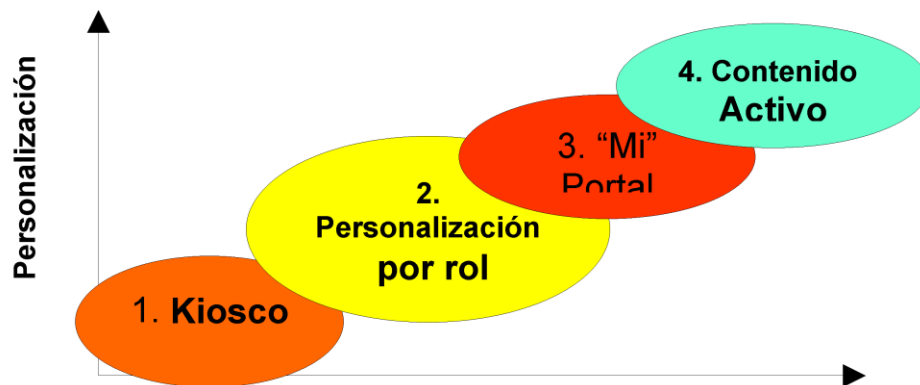 Personalización
4. Contenido
Activo
3. “Mi”
Portal
2.
Personalización
por rol
1. Kiosco